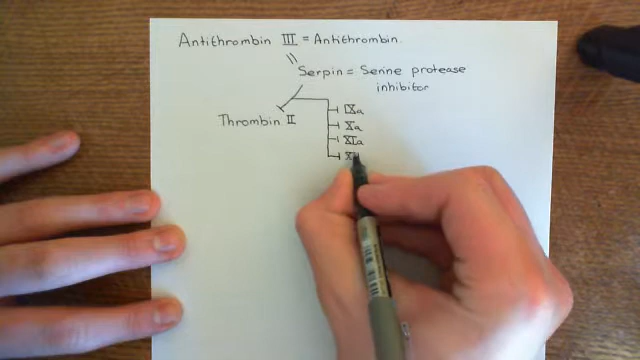 Antithrombin III = Antithrombin.
=
Serpin = Serine protease
inhibitor
Thrombin II
IXa
Xa
XIa